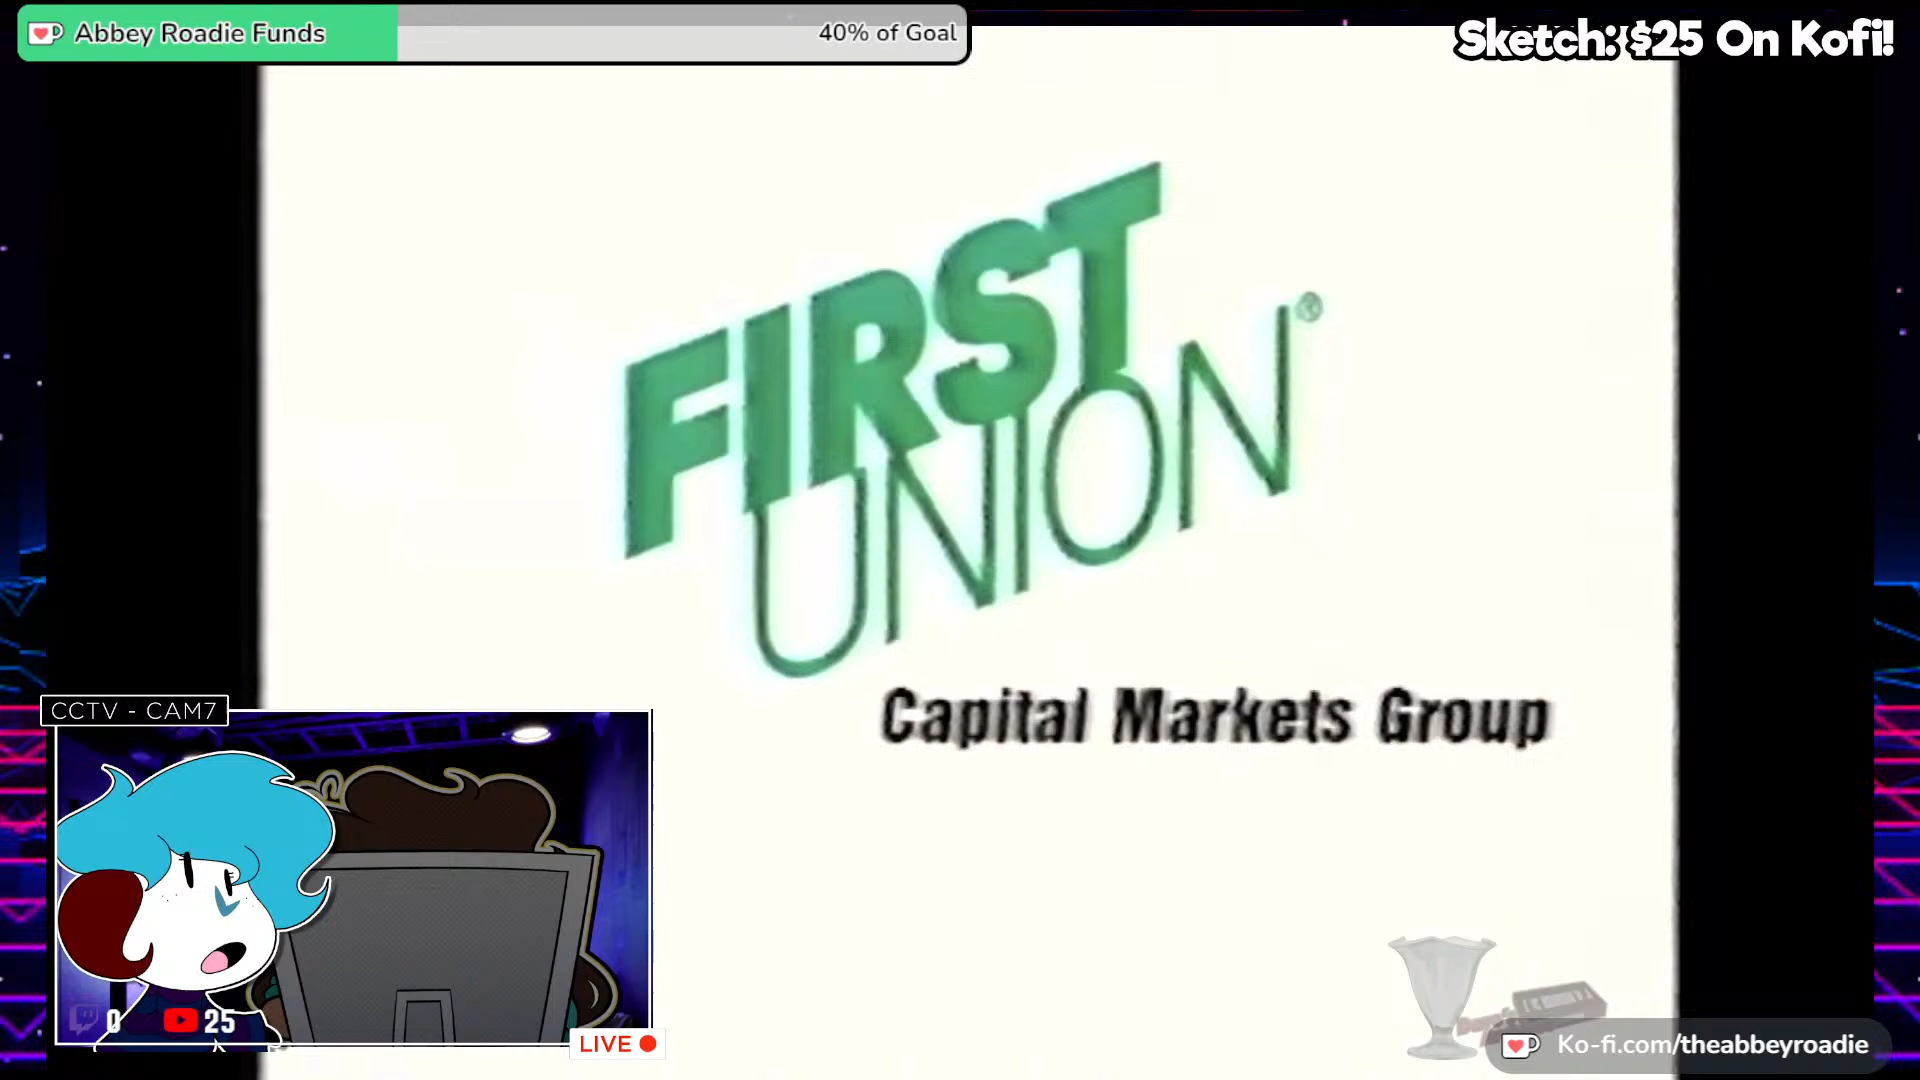 Abbey Roadie Funds
40% of Goal
Sketch: $25 On Kofi!
FIRST
UNION®
Capital Markets Group
CCTV - CAM7
0
25
LIVE
Ko-fi.com/theabbeyroadie